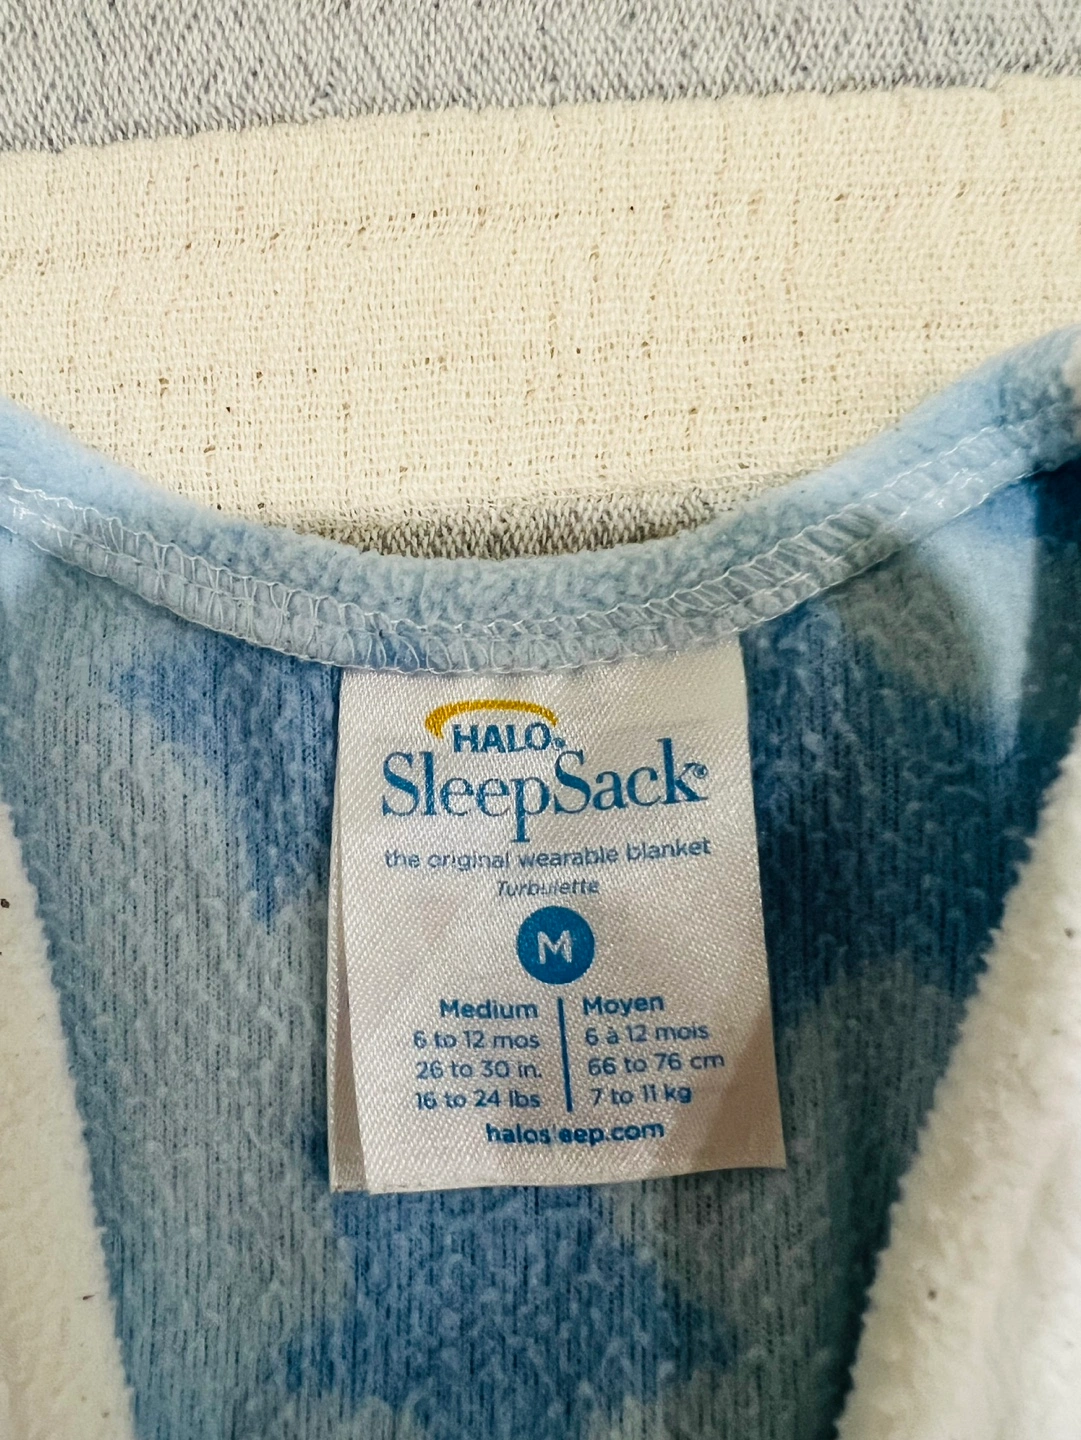 HALO®
SleepSack®
the original wearable blanket
Turbulette
M
Medium
6 to 12 mos
26 to 30 in.
16 to 24 lbs
Moyen
6 à 12 mois
66 to 76 cm
7 to 11 kg
halosleep.com